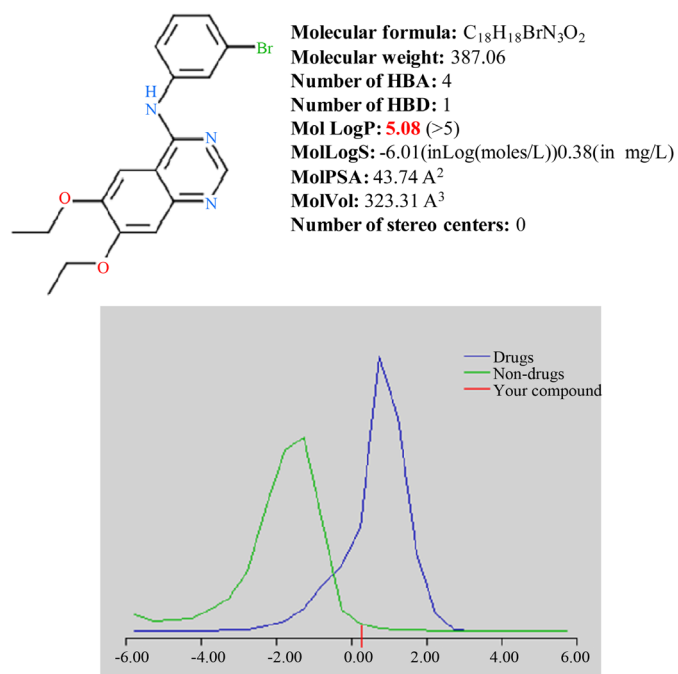 Br
H
N
N
N
O
O
Molecular formula: C₁₈H₁₈BrN₃O₂
Molecular weight: 387.06
Number of HBA: 4
Number of HBD: 1
Mol LogP: 5.08 (>5)
MolLogS: -6.01(inLog(moles/L))0.38(in mg/L)
MolPSA: 43.74 A²
MolVol: 323.31 A³
Number of stereo centers: 0
Drugs
Non-drugs
Your compound
-6.00 -4.00 -2.00 0.00 2.00 4.00 6.00